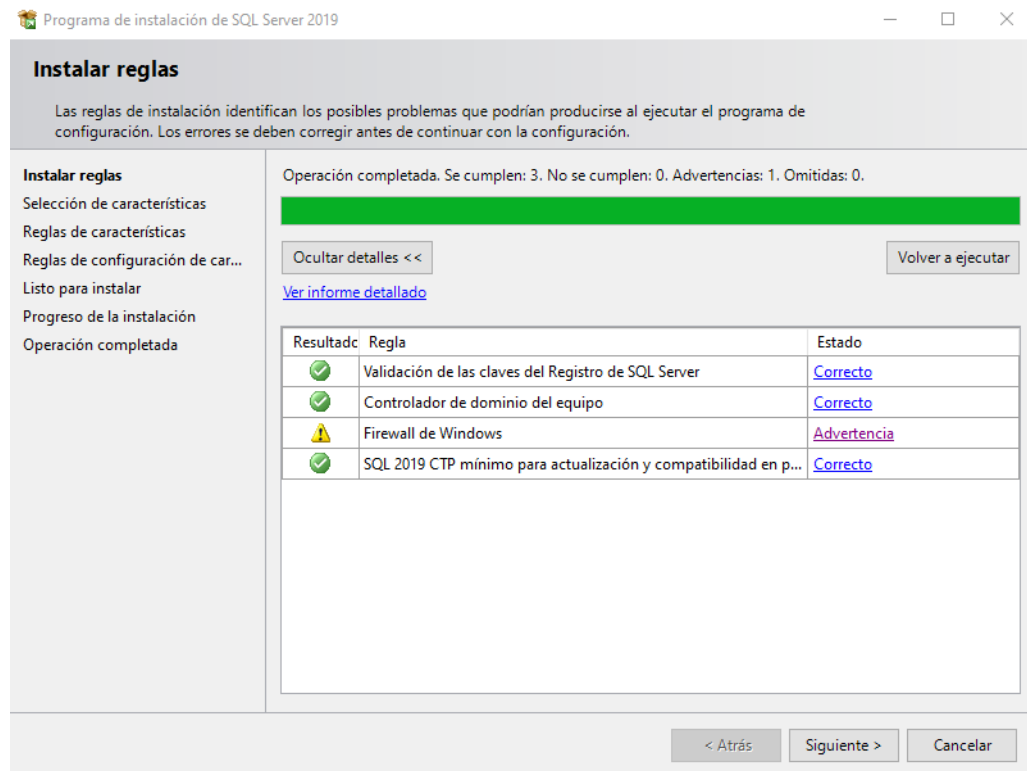 Programa de instalación de SQL Server 2019
Instalar reglas
Las reglas de instalación identifican los posibles problemas que podrían producirse al ejecutar el programa de
configuración. Los errores se deben corregir antes de continuar con la configuración.
Instalar reglas
Selección de características
Reglas de características
Reglas de configuración de car...
Listo para instalar
Progreso de la instalación
Operación completada
Operación completada. Se cumplen: 3. No se cumplen: 0. Advertencias: 1. Omitidas: 0.
Ocultar detalles <<
Volver a ejecutar
Ver informe detallado
Resultado Regla Estado
Validación de las claves del Registro de SQL Server Correcto
Controlador de dominio del equipo Correcto
Firewall de Windows Advertencia
SQL 2019 CTP mínimo para actualización y compatibilidad en p... Correcto
< Atrás
Siguiente >
Cancelar